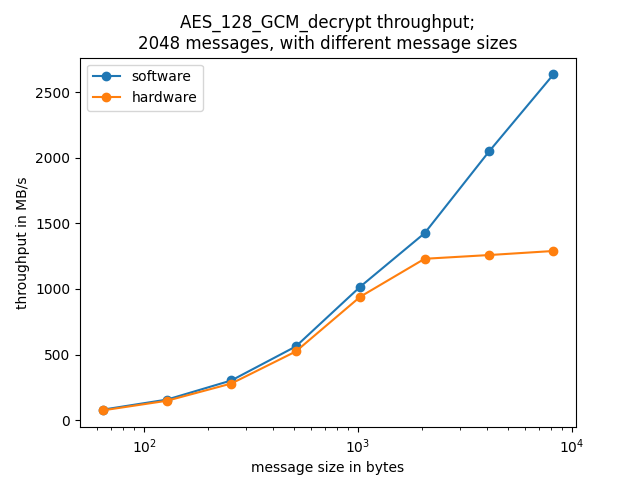 AES_128_GCM_decrypt throughput;
2048 messages, with different message sizes
software
hardware
2500
2000
1500
1000
500
0
throughput in MB/s
10²
10³
10⁴
message size in bytes